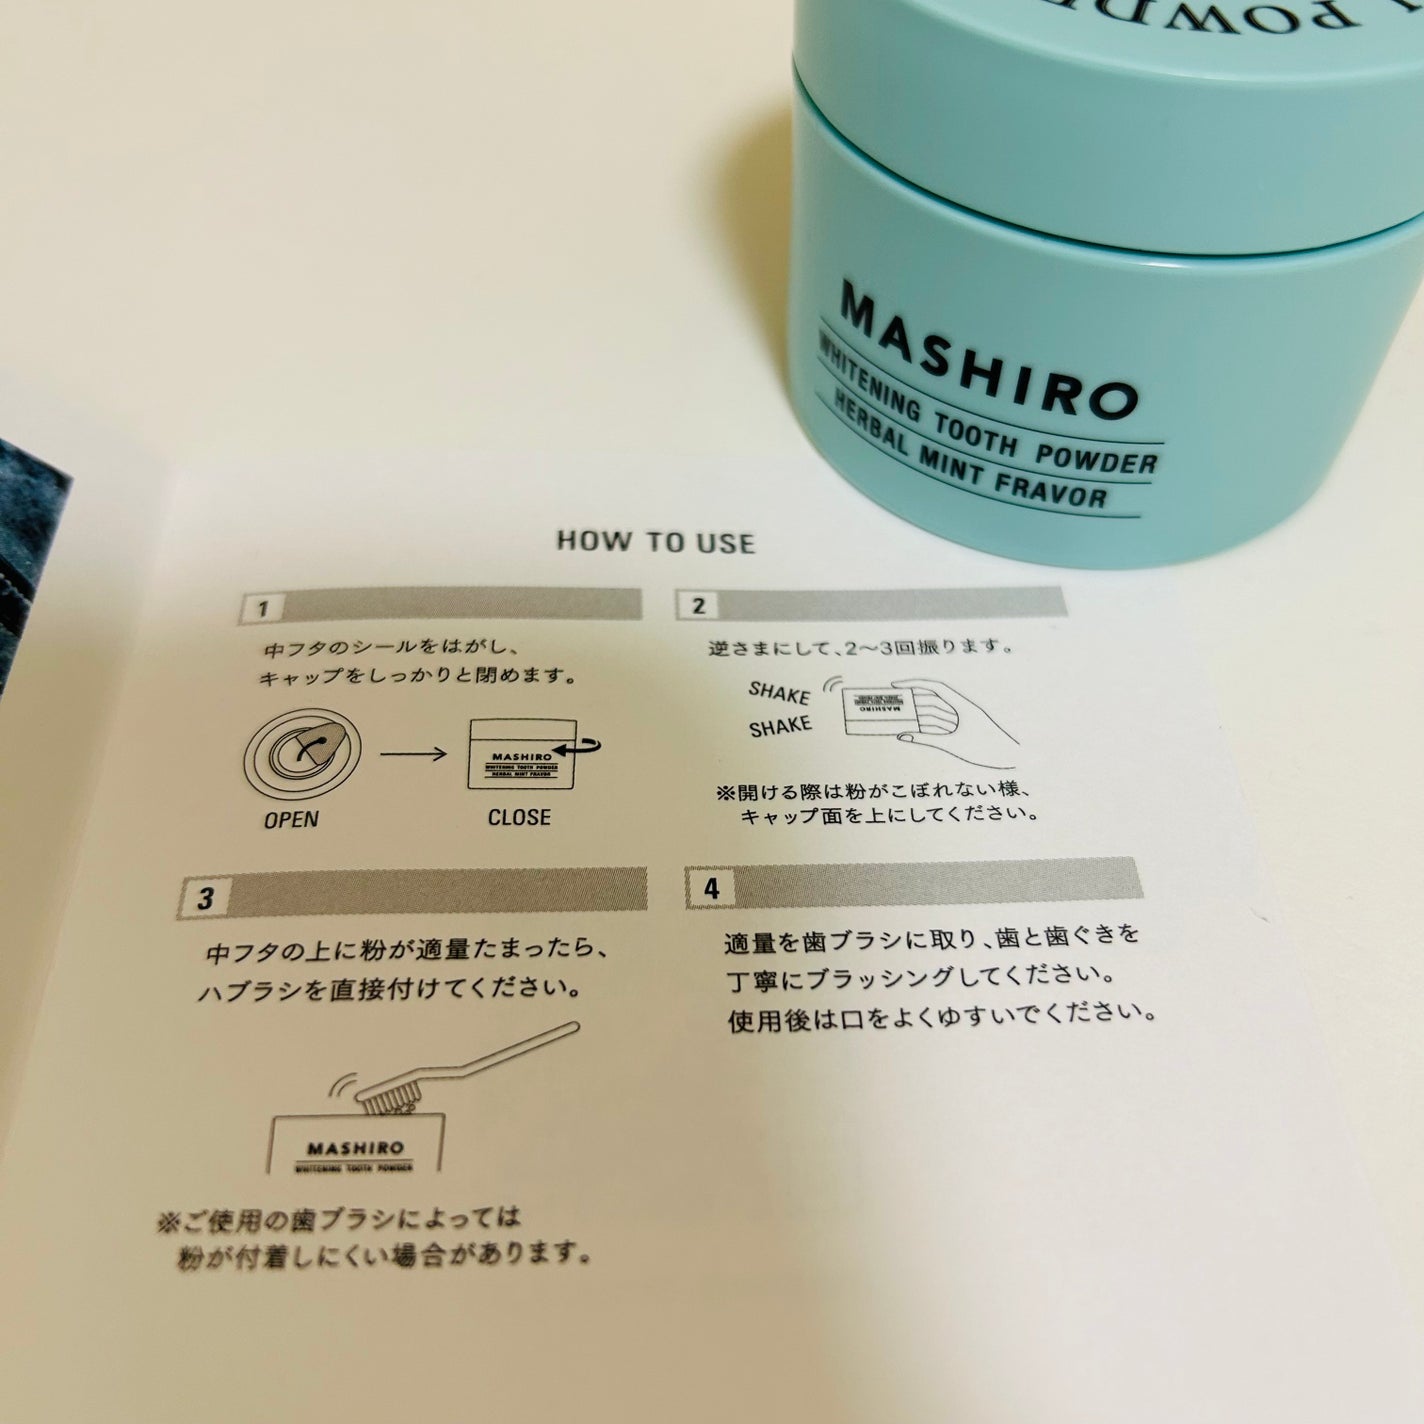 POWDE
MASHIRO
WHITENING TOOTH POWDER
HERBAL MINT FRAVOR
HOW TO USE
1
中フタのシールをはがし、
キャップをしっかりと閉めます。
MASHIRO
WHITENING TOOTH POWDER
HERBAL MINT FRAVOR
OPEN
CLOSE
2
逆さまにして、2〜3回振ります。
SHAKE
SHAKE
MASHIRO
※開ける際は粉がこぼれない様、
キャップ面を上にしてください。
3
中フタの上に粉が適量たまったら、
ハブラシを直接付けてください。
MASHIRO
WHITENING TOOTH POWDER
※ご使用の歯ブラシによっては
粉が付着しにくい場合があります。
4
適量を歯ブラシに取り、歯と歯ぐきを
丁寧にブラッシングしてください。
使用後は口をよくゆすいでください。